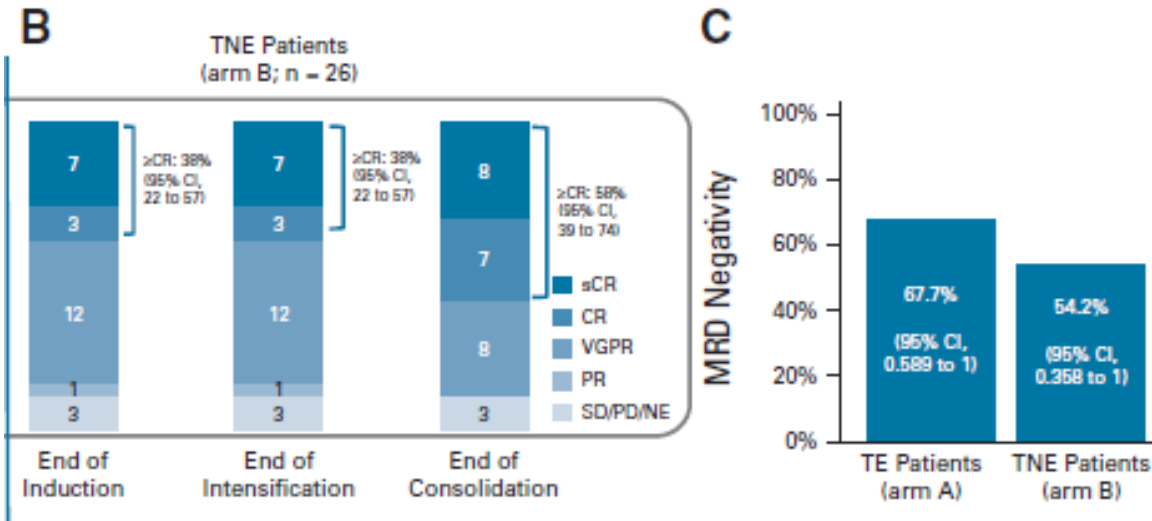 B
TNE Patients
(arm B; n = 26)
7
3
12
1
3
≥CR: 38%
(95% CI,
22 to 57)
7
3
12
1
3
≥CR: 38%
(95% CI,
22 to 57)
8
7
8
3
≥CR: 58%
(95% CI,
39 to 74)
sCR
CR
VGPR
PR
SD/PD/NE
End of
Induction
End of
Intensification
End of
Consolidation
C
MRD Negativity
100%
80%
60%
40%
20%
0%
67.7%
(95% CI,
0.589 to 1)
54.2%
(95% CI,
0.358 to 1)
TE Patients
(arm A)
TNE Patients
(arm B)